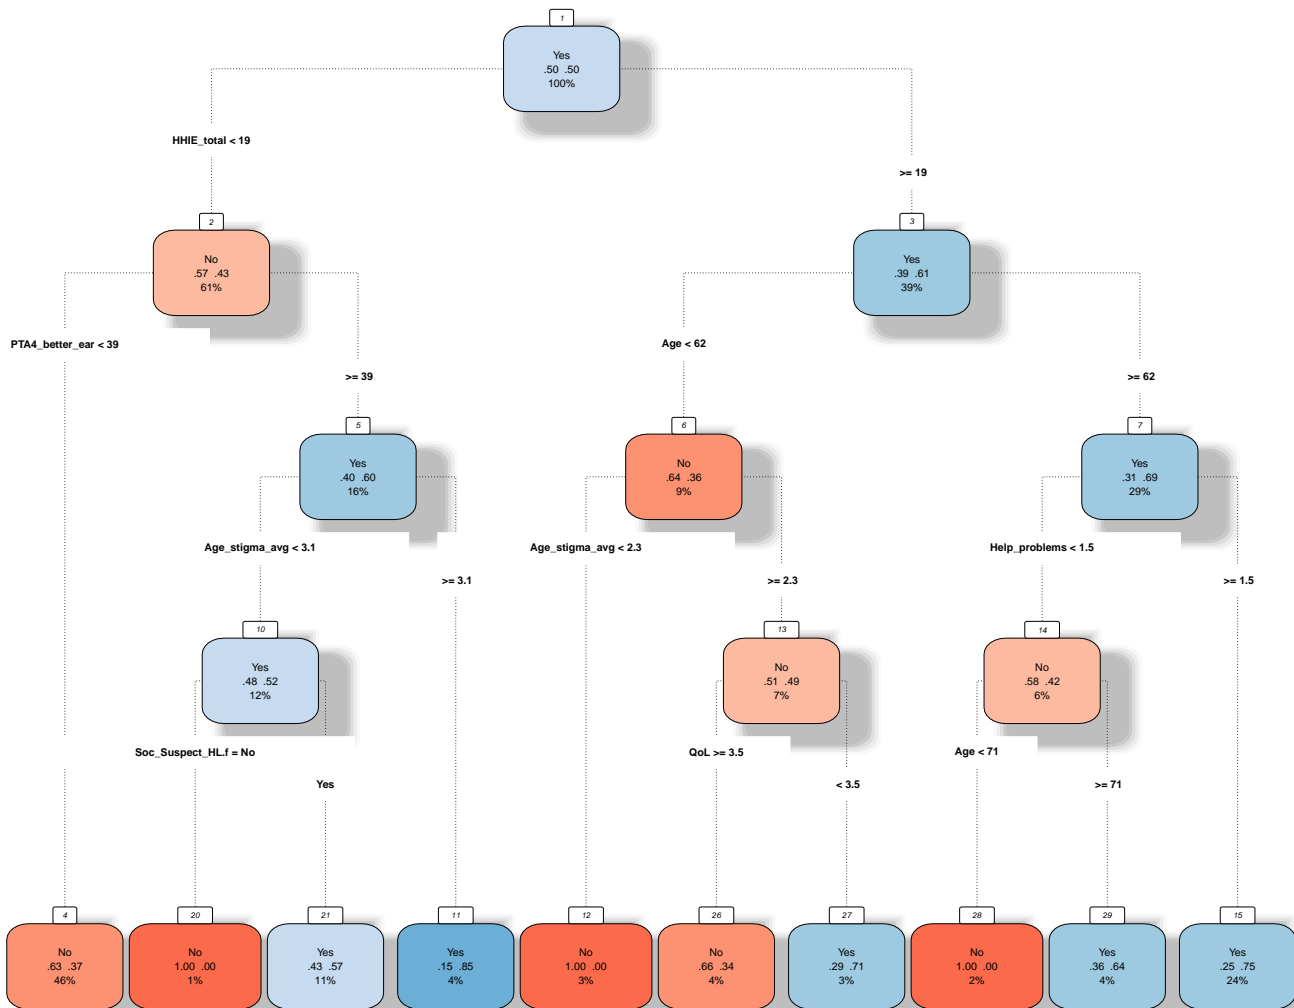 1
Yes
.50 .50
100%
HHIE_total < 19
>= 19
2
No
.57 .43
61%
3
Yes
.39 .61
39%
PTA4_better_ear < 39
>= 39
Age < 62
>= 62
5
Yes
.40 .60
16%
6
No
.64 .36
9%
7
Yes
.31 .69
29%
Age_stigma_avg < 3.1
>= 3.1
Age_stigma_avg < 2.3
>= 2.3
Help_problems < 1.5
>= 1.5
10
Yes
.48 .52
12%
13
No
.51 .49
7%
14
No
.58 .42
6%
Soc_Suspect_HL.f = No
Yes
QoL >= 3.5
< 3.5
Age < 71
>= 71
4
No
.63 .37
46%
20
No
1.00 .00
1%
21
Yes
.43 .57
11%
11
Yes
.15 .85
4%
12
No
1.00 .00
3%
26
No
.66 .34
4%
27
Yes
.29 .71
3%
28
No
1.00 .00
2%
29
Yes
.36 .64
4%
15
Yes
.25 .75
24%